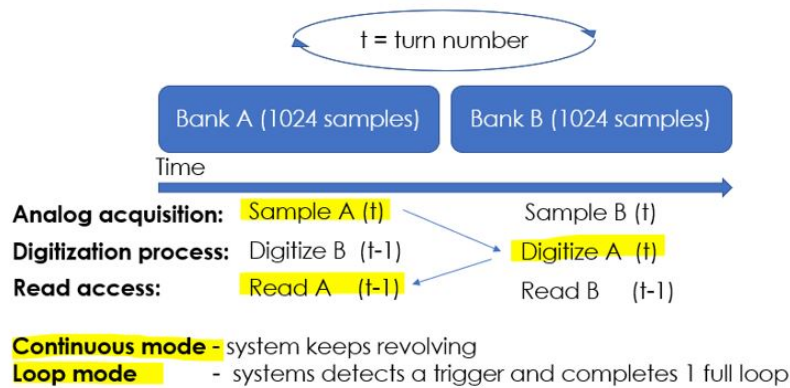 t = turn number
Bank A (1024 samples) Bank B (1024 samples)
Time
Analog acquisition: Sample A (t) Sample B (t)
Digitization process: Digitize B (t-1) Digitize A (t)
Read access: Read A (t-1) Read B (t-1)
Continuous mode - system keeps revolving
Loop mode - systems detects a trigger and completes 1 full loop